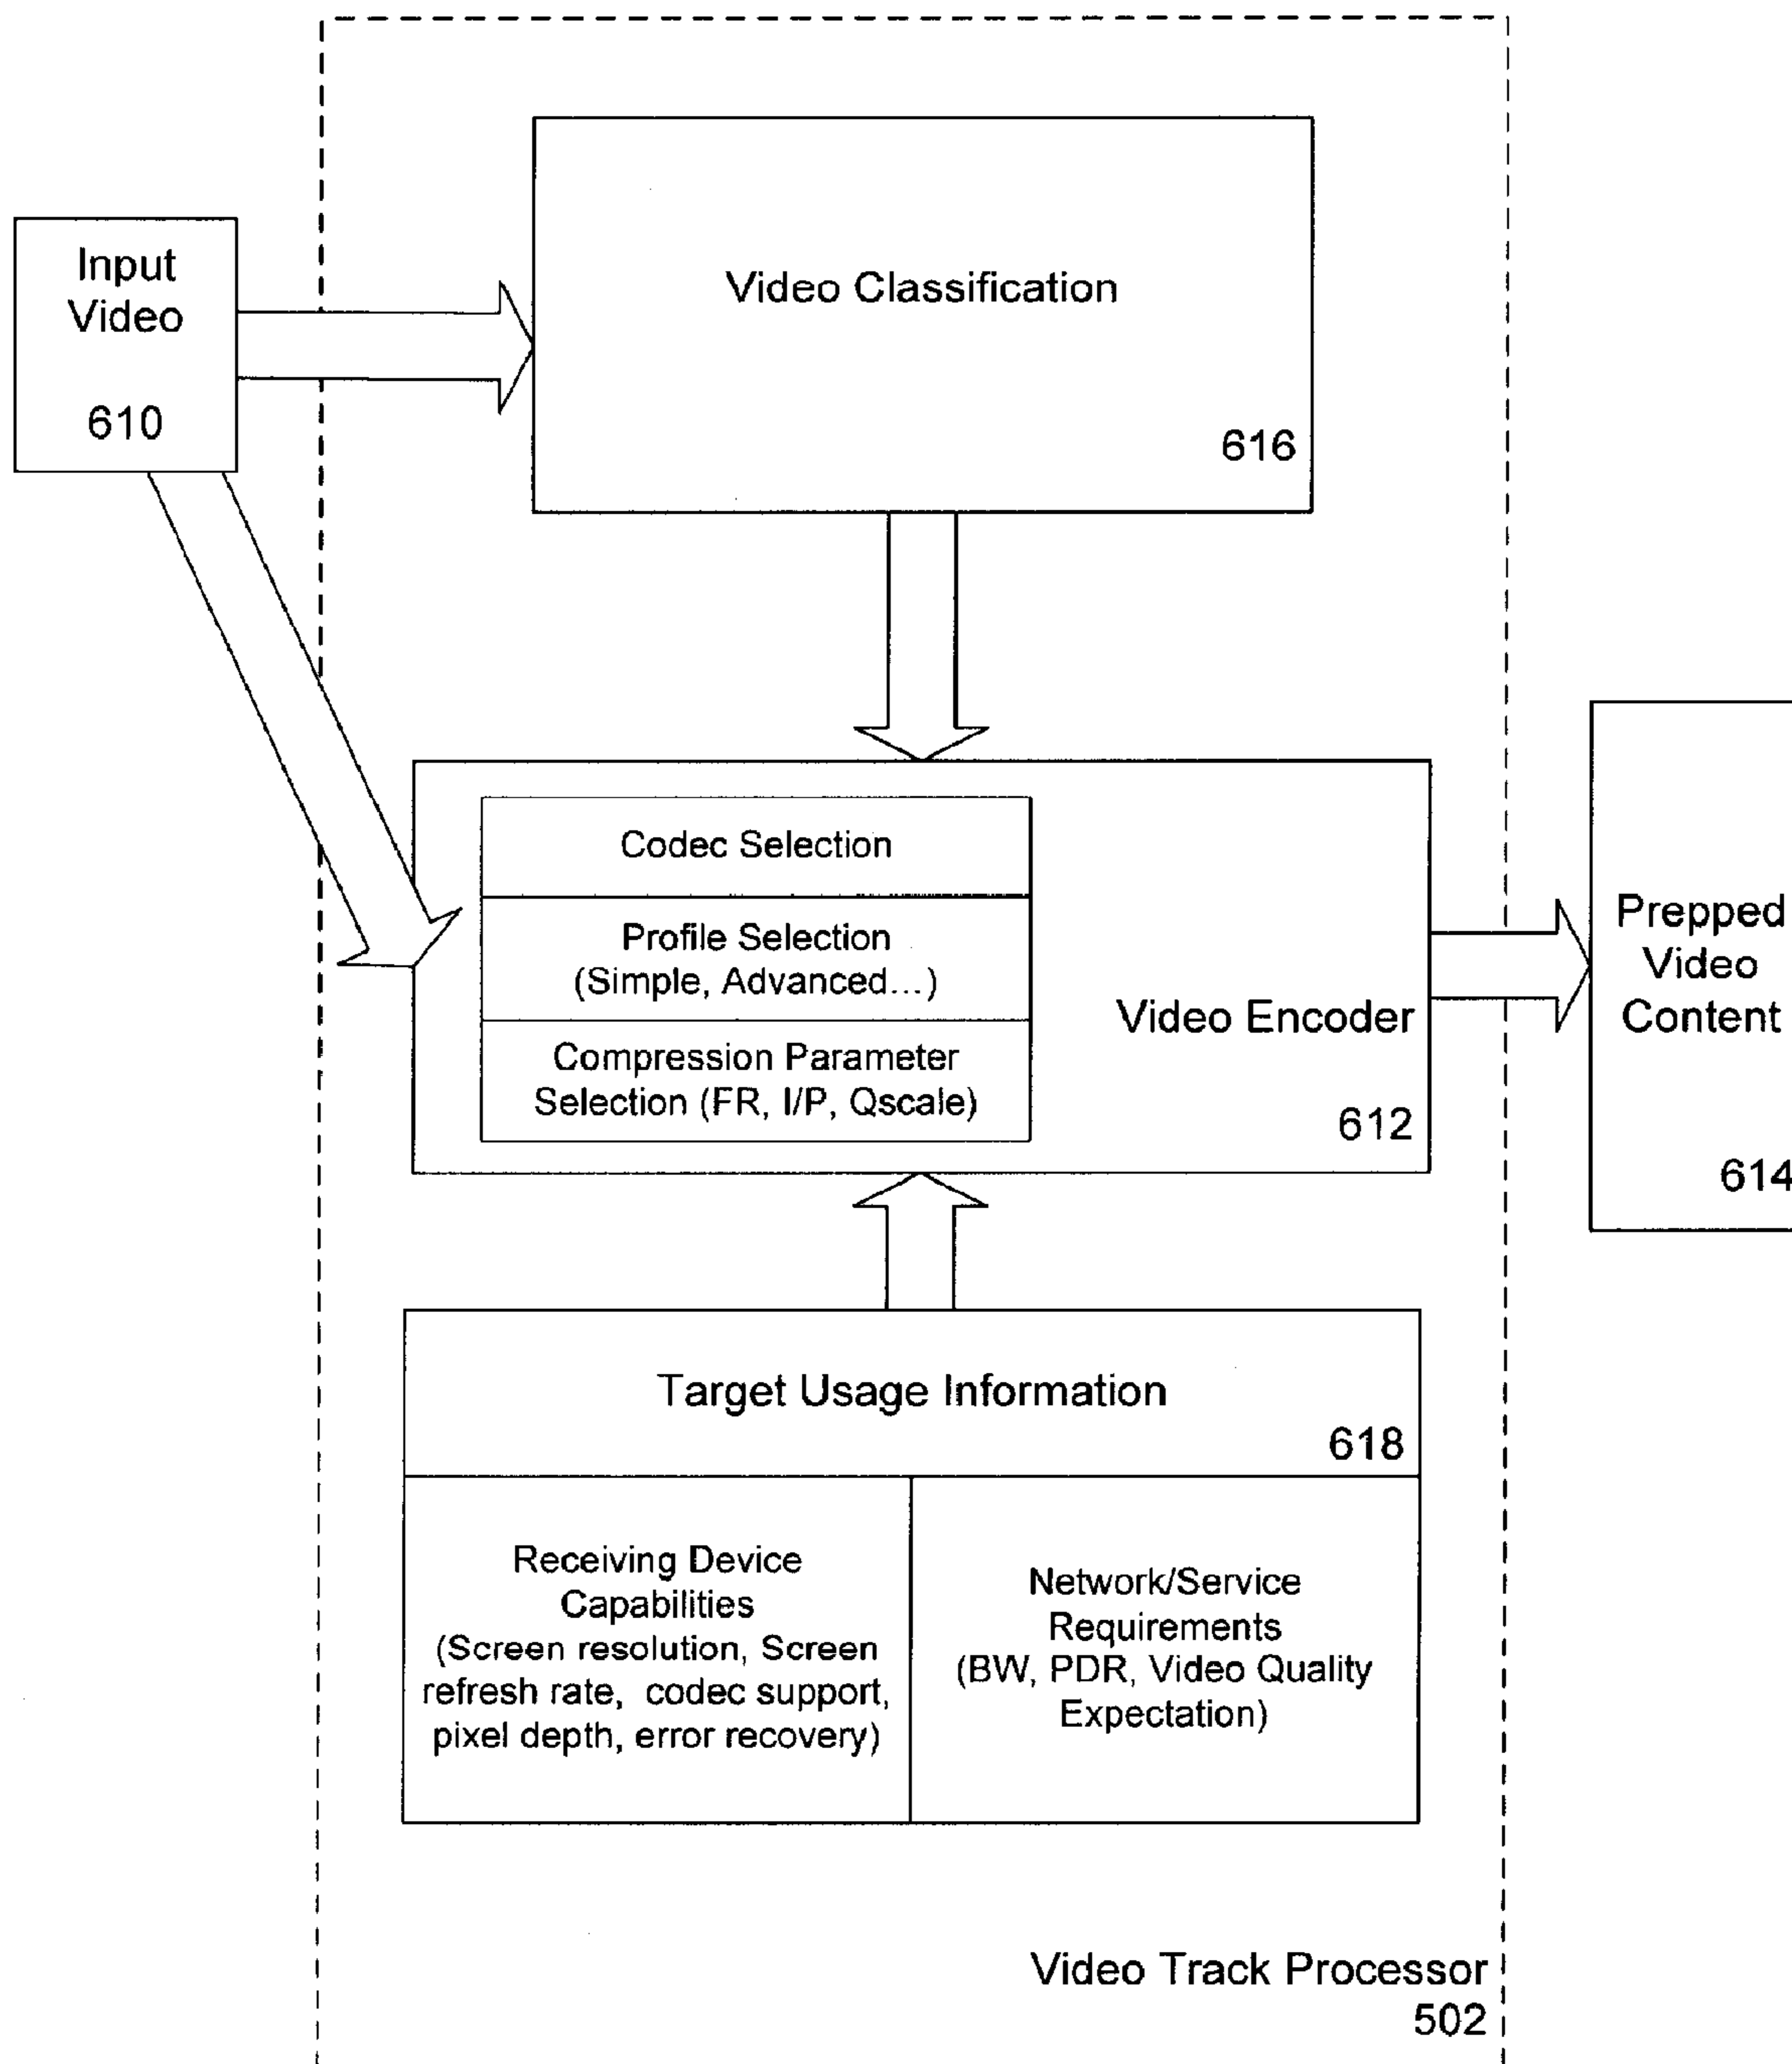 Input
Video
610
Video Classification
616
Codec Selection
Profile Selection
(Simple, Advanced...)
Compression Parameter
Selection (FR, I/P, Qscale)
Video Encoder
612
Prepped
Video
Content
614
Target Usage Information
618
Receiving Device
Capabilities
(Screen resolution, Screen
refresh rate, codec support,
pixel depth, error recovery)
Network/Service
Requirements
(BW, PDR, Video Quality
Expectation)
Video Track Processor
502